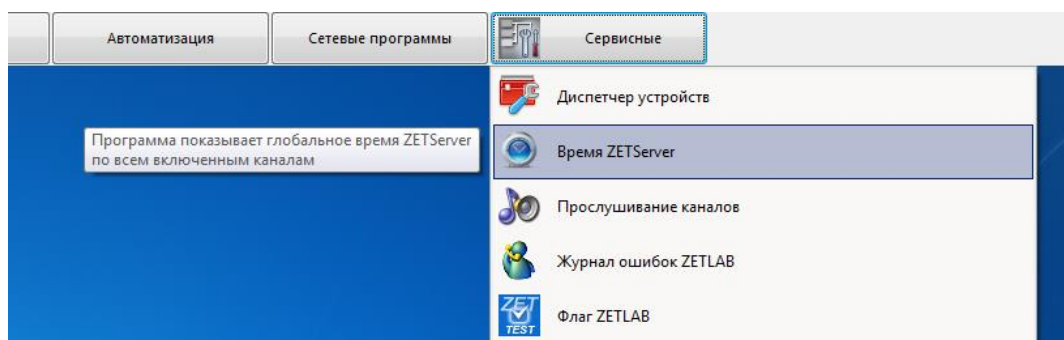 Автоматизация
Сетевые программы
Сервисные
Диспетчер устройств
Программа показывает глобальное время ZETServer
по всем включенным каналам
Время ZETServer
Прослушивание каналов
Журнал ошибок ZETLAB
ZET
TEST
Флаг ZETLAB